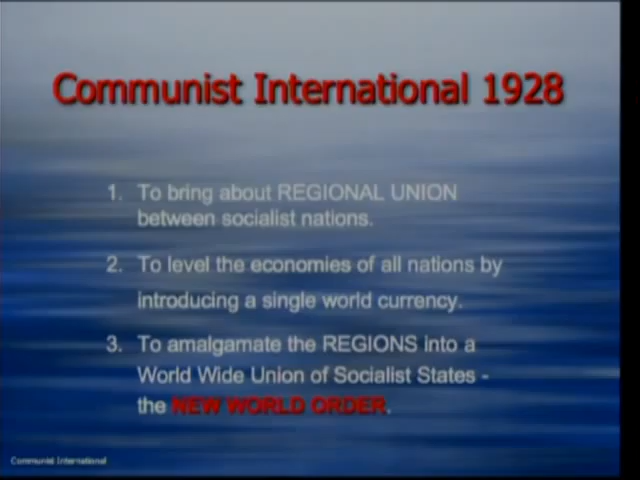 Communist International 1928
1. To bring about REGIONAL UNION
between socialist nations.
2. To level the economies of all nations by
introducing a single world currency.
3. To amalgamate the REGIONS into a
World Wide Union of Socialist States -
the NEW WORLD ORDER.
Communist International